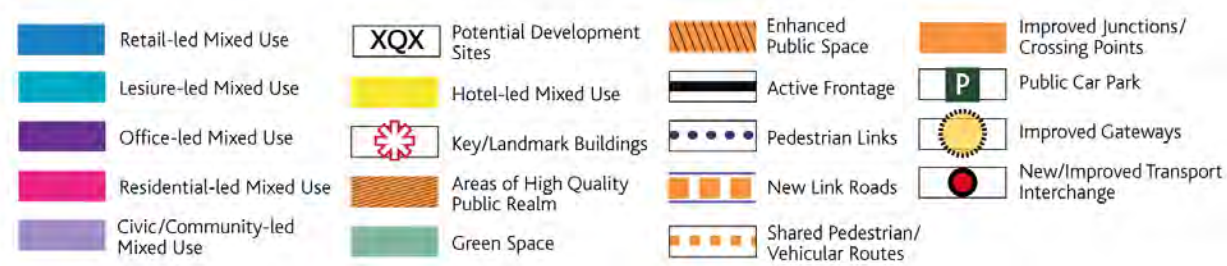 Retail-led Mixed Use
Lesiure-led Mixed Use
Office-led Mixed Use
Residential-led Mixed Use
Civic/Community-led
Mixed Use
XQX
Potential Development
Sites
Hotel-led Mixed Use
Key/Landmark Buildings
Areas of High Quality
Public Realm
Green Space
Enhanced
Public Space
Active Frontage
Pedestrian Links
New Link Roads
Shared Pedestrian/
Vehicular Routes
Improved Junctions/
Crossing Points
P
Public Car Park
Improved Gateways
New/Improved Transport
Interchange